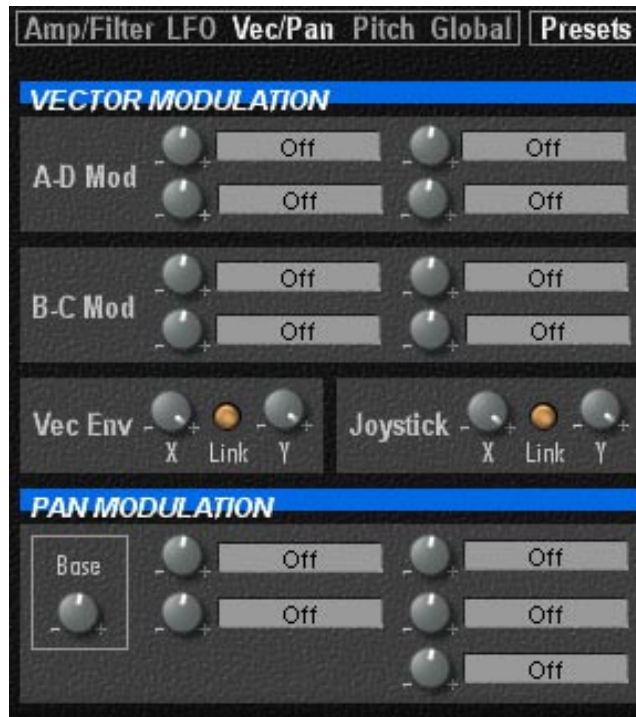 Amp/Filter LFO Vec/Pan Pitch Global Presets
VECTOR MODULATION
A-D Mod
Off Off
Off Off
B-C Mod
Off Off
Off Off
Vec Env - + - +
X Link Y
Joystick - + - +
X Link Y
PAN MODULATION
Base
Off Off
Off Off
Off